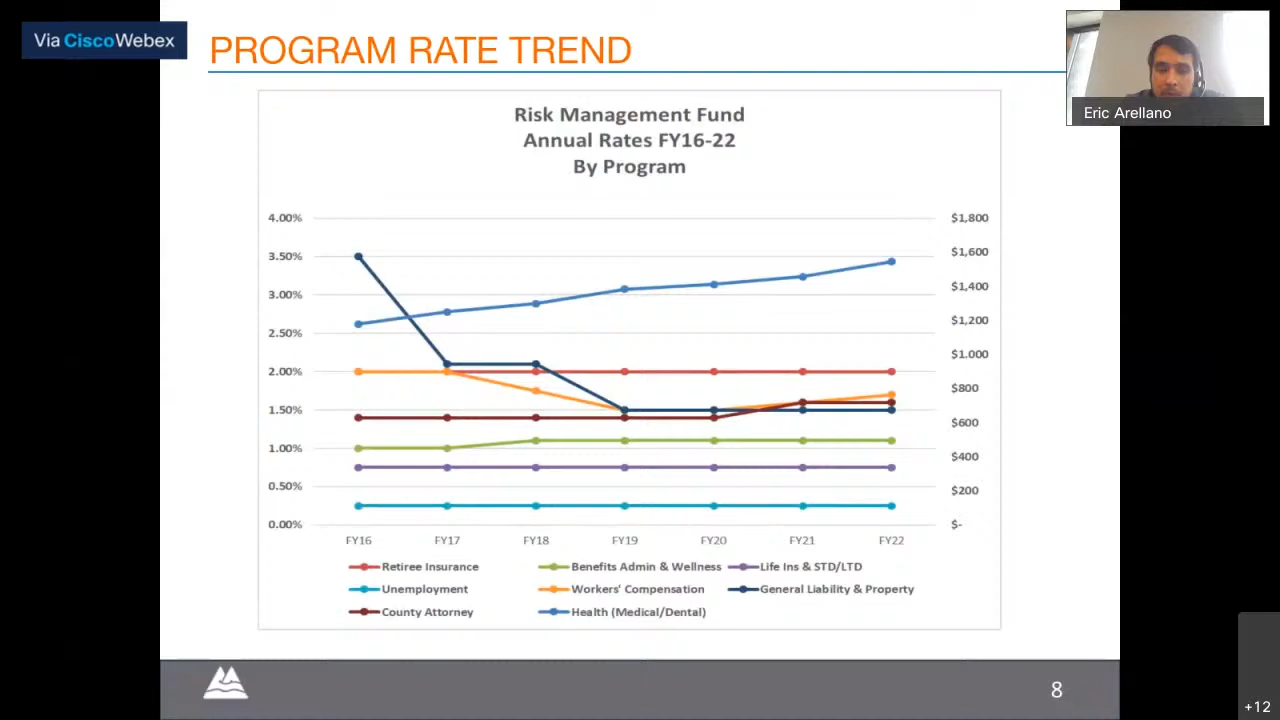 Via Cisco Webex
PROGRAM RATE TREND
Eric Arellano
Risk Management Fund
Annual Rates FY16-22
By Program
4.00%
3.50%
3.00%
2.50%
2.00%
1.50%
1.00%
0.50%
0.00%
$1,800
$1,600
$1,400
$1,200
$1.000
$800
$600
$400
$200
$-
FY16 FY17 FY18 FY19 FY20 FY21 FY22
Retiree Insurance Benefits Admin & Wellness Life Ins & STD/LTD
Unemployment Workers' Compensation General Liability & Property
County Attorney Health (Medical/Dental)
8
+12